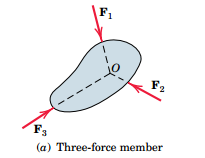 F₁
O
F₂
F₃
(a) Three-force member